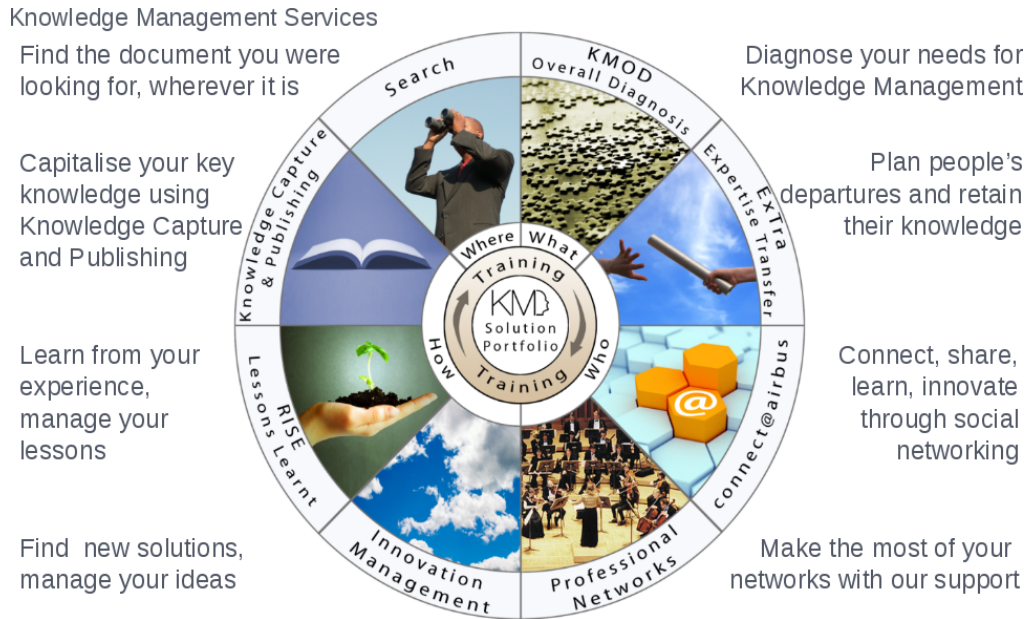 Knowledge Management Services
Find the document you were
looking for, wherever it is
Capitalise your key
knowledge using
Knowledge Capture
and Publishing
Learn from your
experience,
manage your
lessons
Find  new solutions,
manage your ideas
Search
KMOD
Overall Diagnosis
ExTra
Expertise Transfer
connect@airbus
Professional
Networks
Innovation
Management
RISE
Lessons Learnt
Knowledge Capture
& Publishing
Where
What
Who
How
Training
KMD
Solution
Portfolio
Training
@
Diagnose your needs for
Knowledge Management
Plan people’s
departures and retain
their knowledge
Connect, share,
learn, innovate
through social
networking
Make the most of your
networks with our support